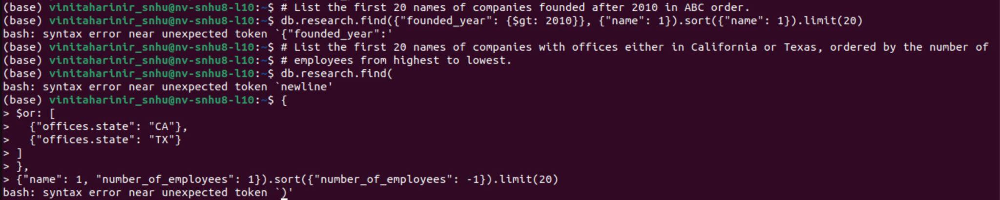 (base) vinitaharinir_snhu@nv-snhu8-l10:~$ # List the first 20 names of companies founded after 2010 in ABC order.
(base) vinitaharinir_snhu@nv-snhu8-l10:~$ db.research.find({"founded_year": {$gt: 2010}}, {"name": 1}).sort({"name": 1}).limit(20)
bash: syntax error near unexpected token `{"founded_year":'
(base) vinitaharinir_snhu@nv-snhu8-l10:~$ # List the first 20 names of companies with offices either in California or Texas, ordered by the number of
(base) vinitaharinir_snhu@nv-snhu8-l10:~$ # employees from highest to lowest.
(base) vinitaharinir_snhu@nv-snhu8-l10:~$ db.research.find(
bash: syntax error near unexpected token `newline'
(base) vinitaharinir_snhu@nv-snhu8-l10:~$ {
> $or: [
>   {"offices.state": "CA"},
>   {"offices.state": "TX"}
> ]
> },
> {"name": 1, "number_of_employees": 1}).sort({"number_of_employees": -1}).limit(20)
bash: syntax error near unexpected token `)'